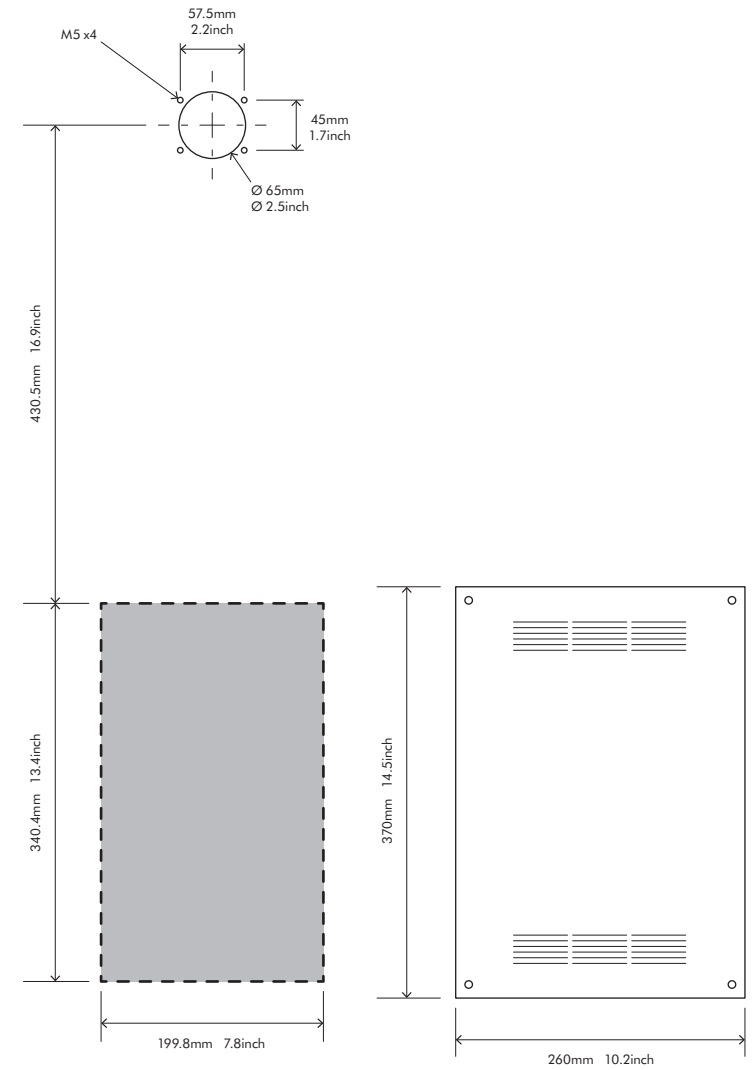 57.5mm
2.2inch
M5 x4
45mm
1.7inch
Ø 65mm
Ø 2.5inch
430.5mm 16.9inch
340.4mm 13.4inch
370mm 14.5inch
199.8mm 7.8inch
260mm 10.2inch